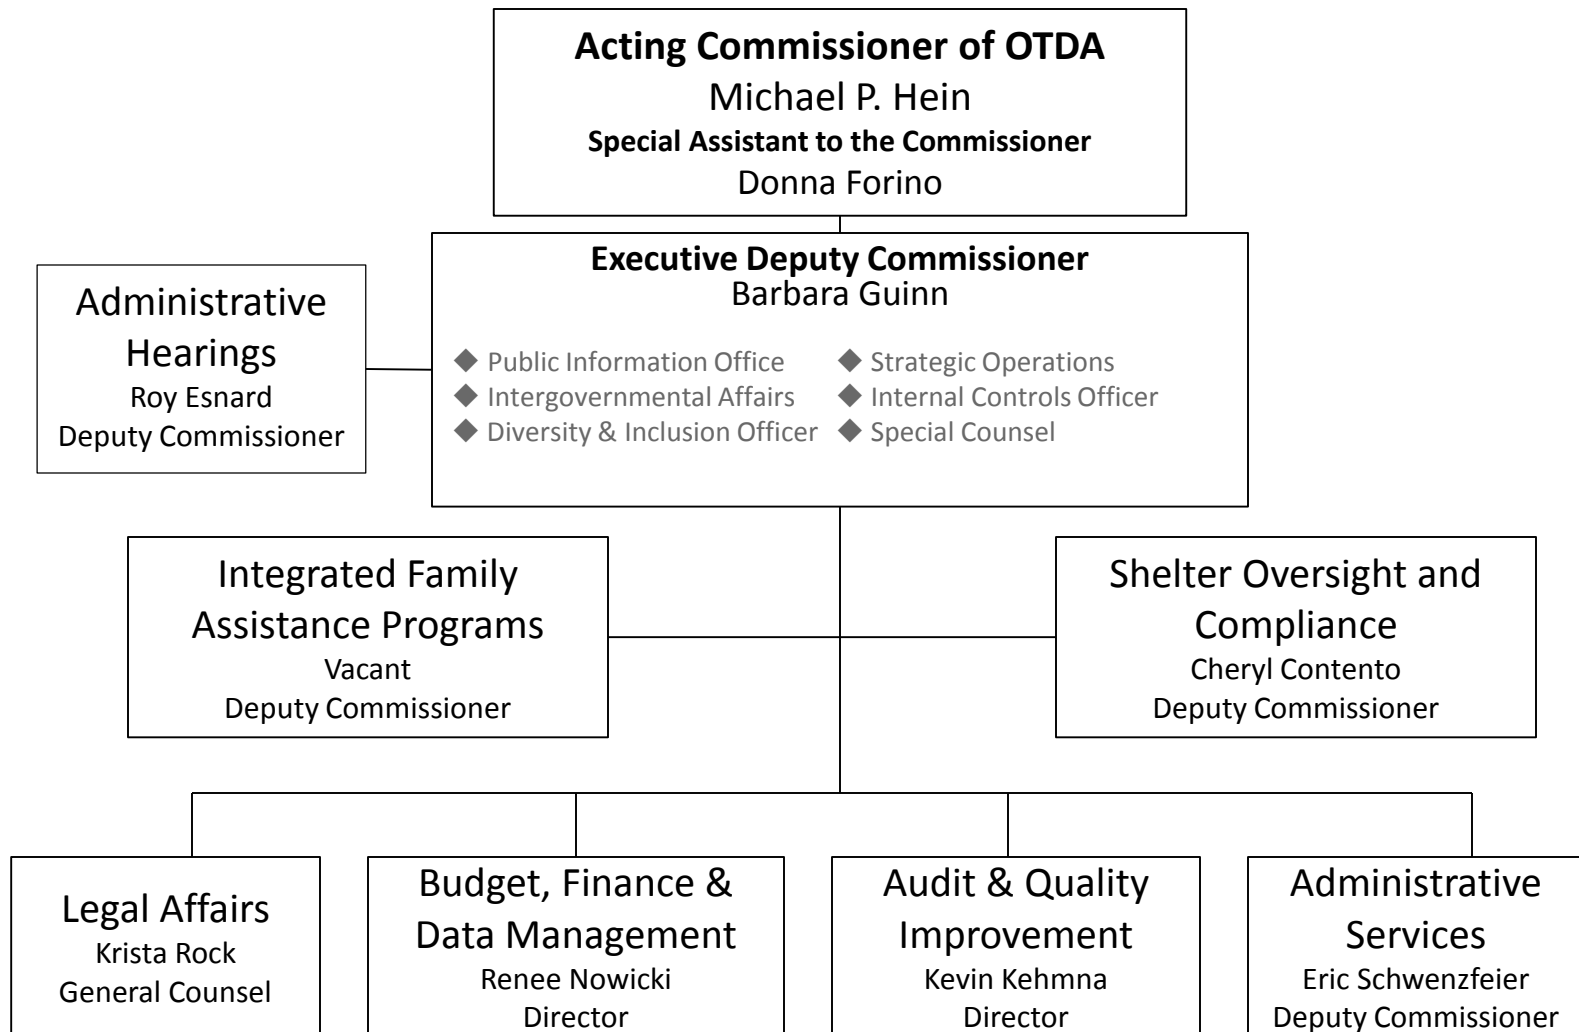 Acting Commissioner of OTDA
Michael P. Hein
Special Assistant to the Commissioner
Donna Forino
Executive Deputy Commissioner
Barbara Guinn
◆ Public Information Office
◆ Intergovernmental Affairs
◆ Diversity & Inclusion Officer
◆ Strategic Operations
◆ Internal Controls Officer
◆ Special Counsel
Administrative
Hearings
Roy Esnard
Deputy Commissioner
Integrated Family
Assistance Programs
Vacant
Deputy Commissioner
Shelter Oversight and
Compliance
Cheryl Contento
Deputy Commissioner
Legal Affairs
Krista Rock
General Counsel
Budget, Finance &
Data Management
Renee Nowicki
Director
Audit & Quality
Improvement
Kevin Kehmna
Director
Administrative
Services
Eric Schwenzfeier
Deputy Commissioner